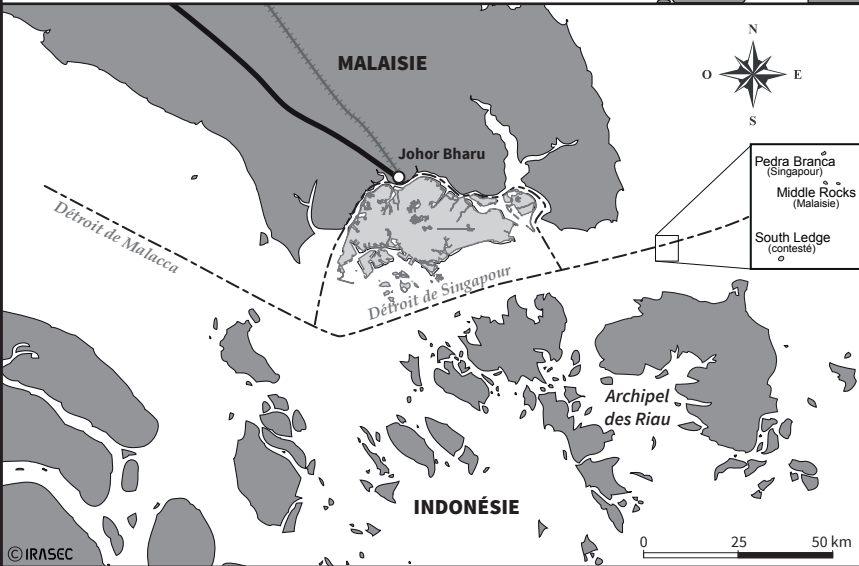 MALAISIE
N
O
E
S
Johor Bharu
Pedra Branca
(Singapour)
Middle Rocks
(Malaisie)
South Ledge
(contesté)
Détroit de Malacca
Détroit de Singapour
Archipel
des Riau
INDONÉSIE
0
25
50 km
© IRASEC